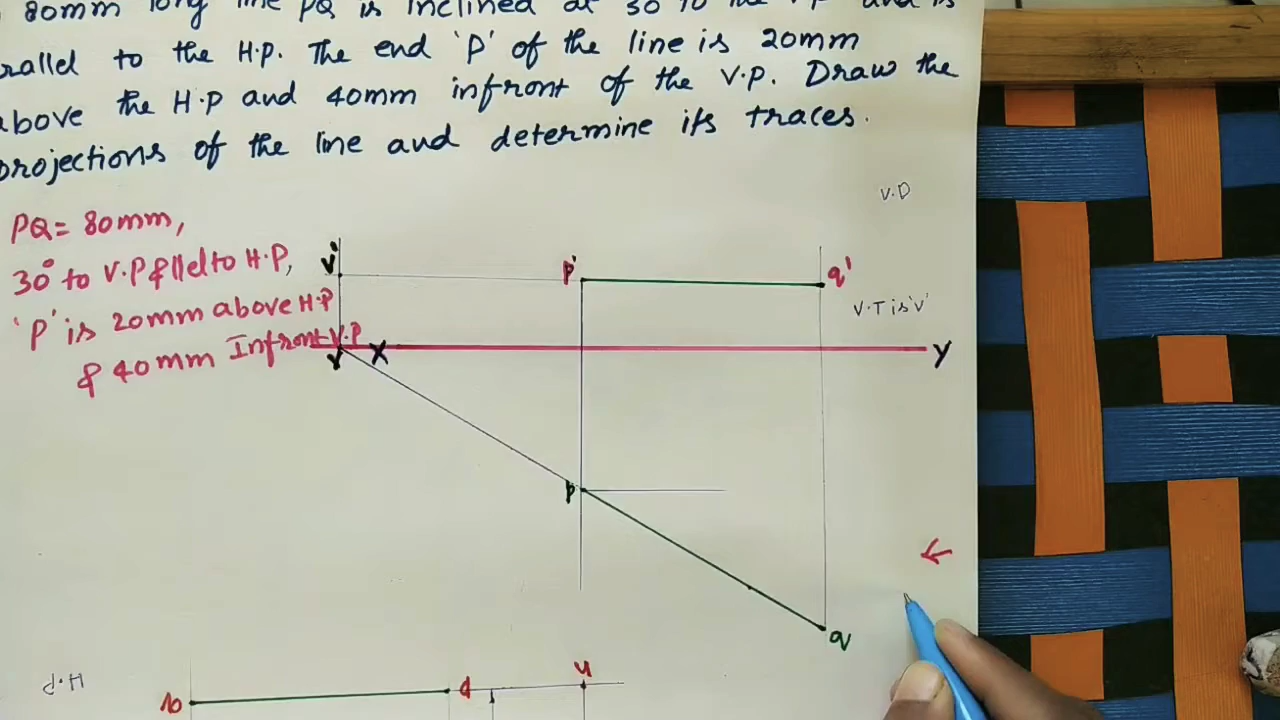 80mm long line PQ is inclined at 30 to the V.P and is
rallel to the H.P. The end 'P' of the line is 20mm
above the H.P and 40mm infront of the V.P. Draw the
projections of the line and determine its traces.
V.D
PQ = 80mm,
30° to V.P & llel to H.P,
'P' is 20mm above H.P
& 40mm Infront V.P
v'
p'
q'
V.T is 'V'
v
X
Y
p
q
H.P